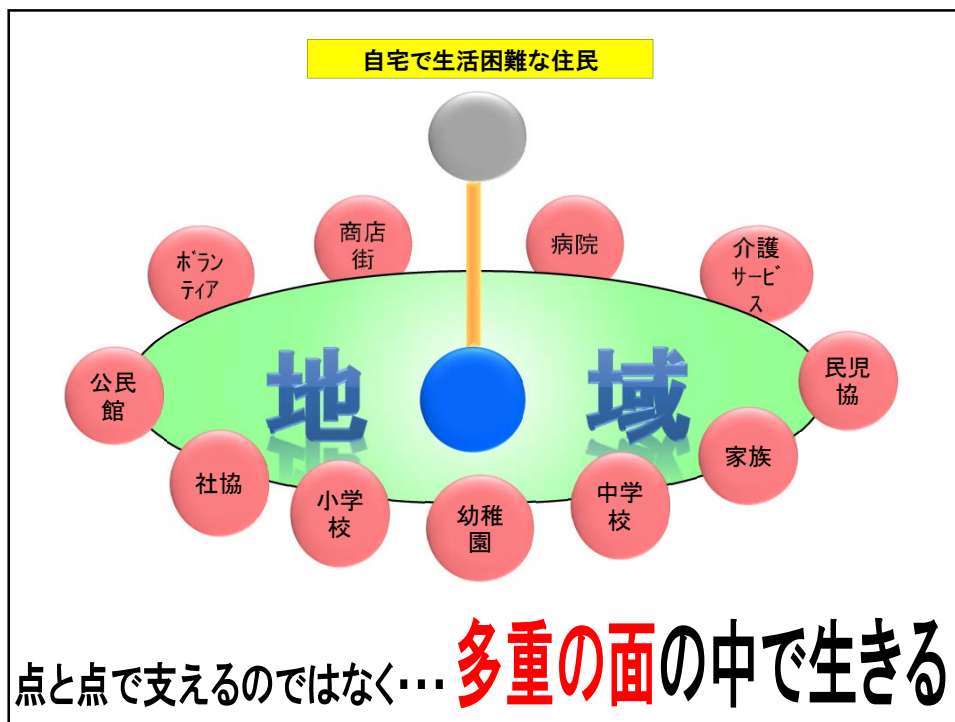 自宅で生活困難な住民
商店
街
病院
ﾎﾞﾗﾝ
ﾃｨｱ
介護
ｻｰﾋﾞ
ｽ
公民
館
地域
民児
協
社協
家族
小学
校
幼稚
園
中学
校
点と点で支えるのではなく・・・多重の面の中で生きる